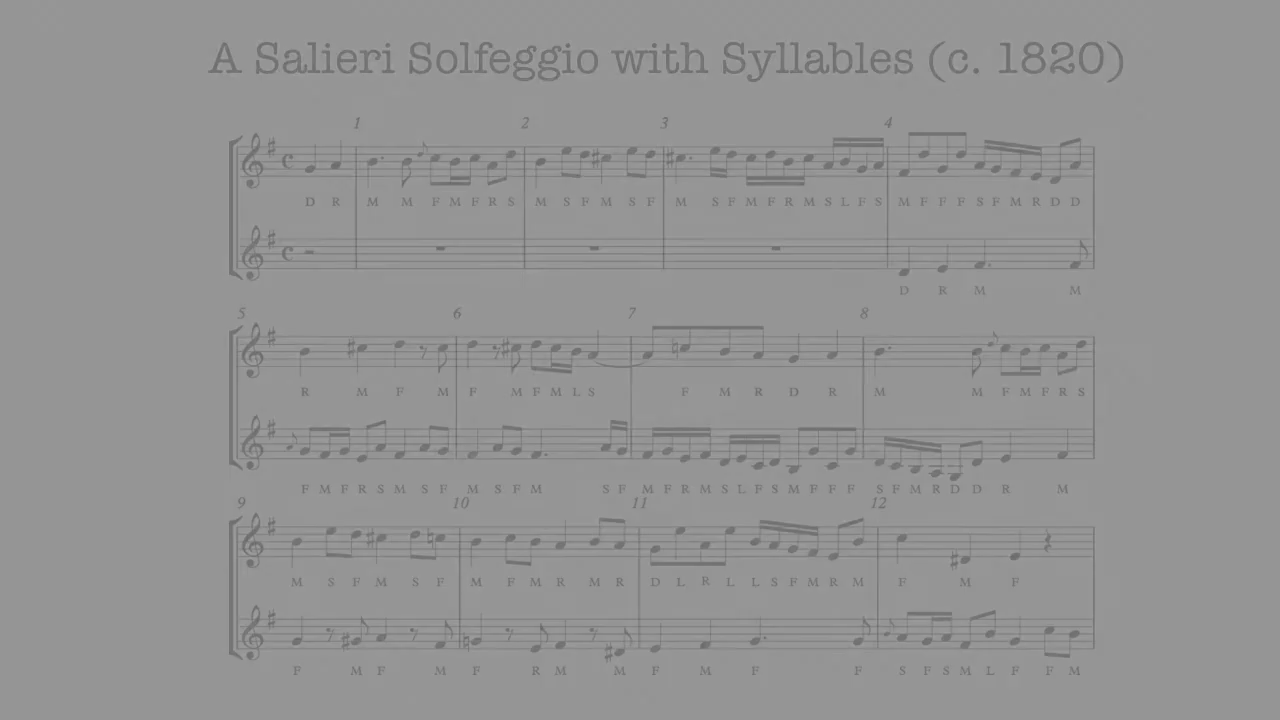 A Salieri Solfeggio with Syllables (c. 1820)
1 2 3 4
D R M M F M F R S M S F M S F M S F M F R M S L F S M F F F S F M R D D
D R M M
5 6 7 8
R M F M F M F M L S F M R D R M M F M F R S
F M F R S M S F M S F M S F M F R M S L F S M F F F S F M R D D R M
9 10 11 12
M S F M S F M F M R M R D L R L L S F M R M F M F
F M F M F R M M F M F F S F S M L F F M